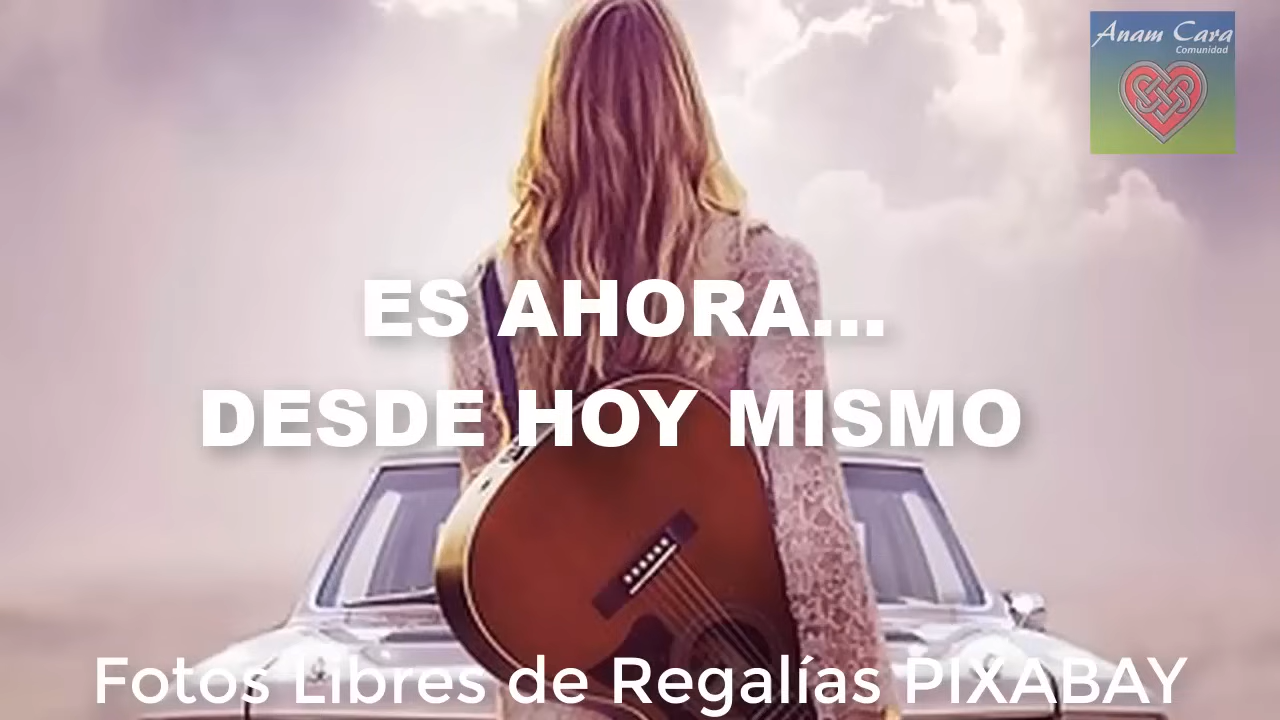 Anam Cara
Comunidad
ES AHORA...
DESDE HOY MISMO
Fotos Libres de Regalías PIXABAY